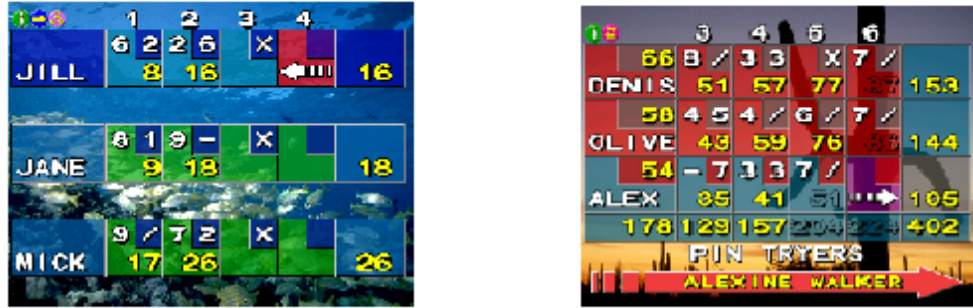 1 2 3 4
6 2 2 6 X
JILL 8 16 16
8 1 9 - X
JANE 9 18 18
9 / 7 2 X
MICK 17 26 26
3 4 5 6
66 8 / 3 3 X 7 /
DENIS 51 57 77 153
58 4 5 4 / 6 / 7 /
OLIVE 43 59 76 144
54 - 7 3 3 7 /
ALEX 35 41 51 105
178 129 157 204 224 402
PIN TRYERS
ALEXINE WALKER